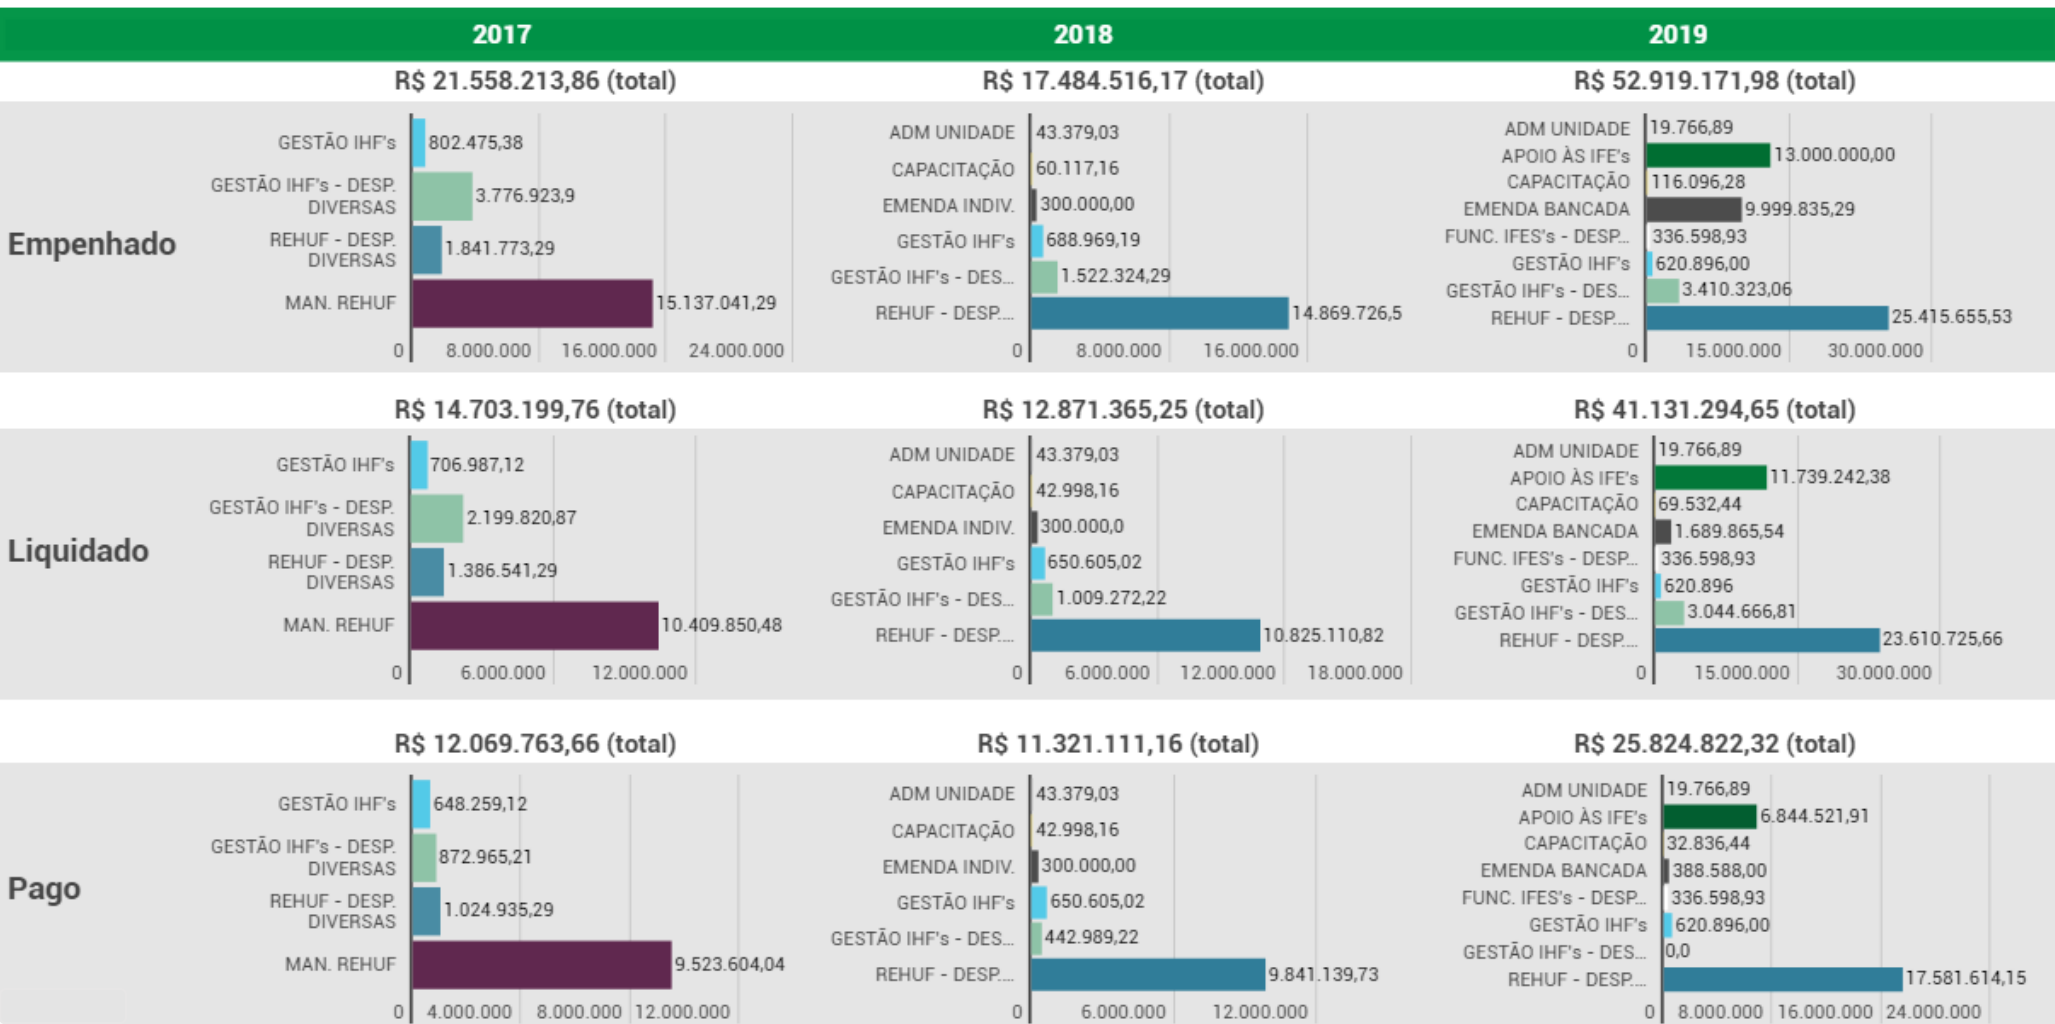 2017 2018 2019
R$ 21.558.213,86 (total) R$ 17.484.516,17 (total) R$ 52.919.171,98 (total)
Empenhado
GESTÃO IHF's 802.475,38
GESTÃO IHF's - DESP. DIVERSAS 3.776.923,9
REHUF - DESP. DIVERSAS 1.841.773,29
MAN. REHUF 15.137.041,29
0 8.000.000 16.000.000 24.000.000
ADM UNIDADE 43.379,03
CAPACITAÇÃO 60.117,16
EMENDA INDIV. 300.000,00
GESTÃO IHF's 688.969,19
GESTÃO IHF's - DES... 1.522.324,29
REHUF - DESP.... 14.869.726,5
0 8.000.000 16.000.000
ADM UNIDADE 19.766,89
APOIO ÀS IFE's 13.000.000,00
CAPACITAÇÃO 116.096,28
EMENDA BANCADA 9.999.835,29
FUNC. IFES's - DESP... 336.598,93
GESTÃO IHF's 620.896,00
GESTÃO IHF's - DES... 3.410.323,06
REHUF - DESP.... 25.415.655,53
0 15.000.000 30.000.000
R$ 14.703.199,76 (total) R$ 12.871.365,25 (total) R$ 41.131.294,65 (total)
Liquidado
GESTÃO IHF's 706.987,12
GESTÃO IHF's - DESP. DIVERSAS 2.199.820,87
REHUF - DESP. DIVERSAS 1.386.541,29
MAN. REHUF 10.409.850,48
0 6.000.000 12.000.000
ADM UNIDADE 43.379,03
CAPACITAÇÃO 42.998,16
EMENDA INDIV. 300.000,0
GESTÃO IHF's 650.605,02
GESTÃO IHF's - DES... 1.009.272,22
REHUF - DESP.... 10.825.110,82
0 6.000.000 12.000.000 18.000.000
ADM UNIDADE 19.766,89
APOIO ÀS IFE's 11.739.242,38
CAPACITAÇÃO 69.532,44
EMENDA BANCADA 1.689.865,54
FUNC. IFES's - DESP... 336.598,93
GESTÃO IHF's 620.896
GESTÃO IHF's - DES... 3.044.666,81
REHUF - DESP.... 23.610.725,66
0 15.000.000 30.000.000
R$ 12.069.763,66 (total) R$ 11.321.111,16 (total) R$ 25.824.822,32 (total)
Pago
GESTÃO IHF's 648.259,12
GESTÃO IHF's - DESP. DIVERSAS 872.965,21
REHUF - DESP. DIVERSAS 1.024.935,29
MAN. REHUF 9.523.604,04
0 4.000.000 8.000.000 12.000.000
ADM UNIDADE 43.379,03
CAPACITAÇÃO 42.998,16
EMENDA INDIV. 300.000,00
GESTÃO IHF's 650.605,02
GESTÃO IHF's - DES... 442.989,22
REHUF - DESP.... 9.841.139,73
0 6.000.000 12.000.000
ADM UNIDADE 19.766,89
APOIO ÀS IFE's 6.844.521,91
CAPACITAÇÃO 32.836,44
EMENDA BANCADA 388.588,00
FUNC. IFES's - DESP... 336.598,93
GESTÃO IHF's 620.896,00
GESTÃO IHF's - DES... 0,0
REHUF - DESP.... 17.581.614,15
0 8.000.000 16.000.000 24.000.000